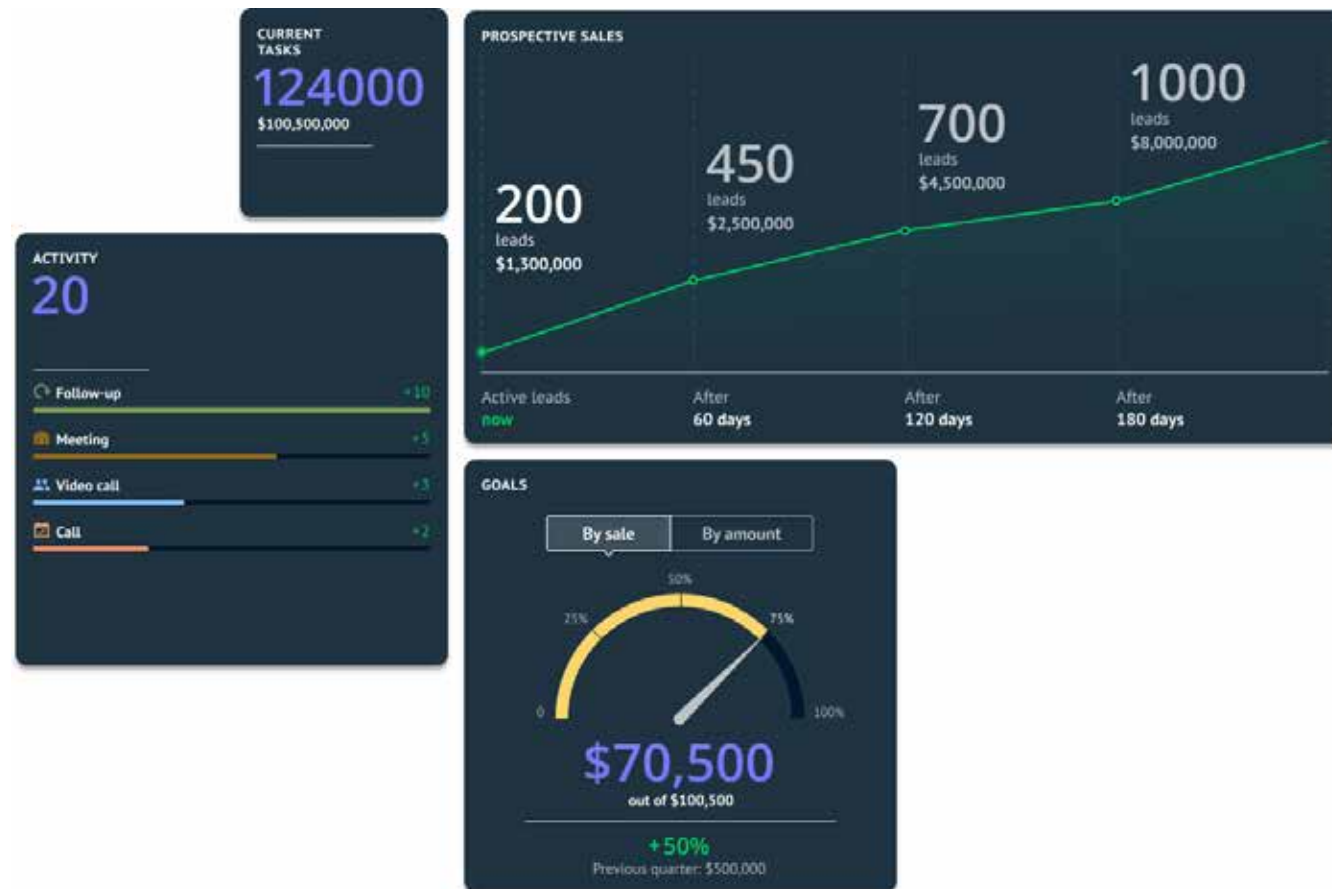 CURRENT
TASKS
124000
$100,500,000
PROSPECTIVE SALES
200
leads
$1,300,000
450
leads
$2,500,000
700
leads
$4,500,000
1000
leads
$8,000,000
Active leads
now
After
60 days
After
120 days
After
180 days
ACTIVITY
20
Follow-up +10
Meeting +5
Video call +3
Call +2
GOALS
By sale By amount
0
25%
50%
75%
100%
$70,500
out of $100,500
+50%
Previous quarter: $500,000